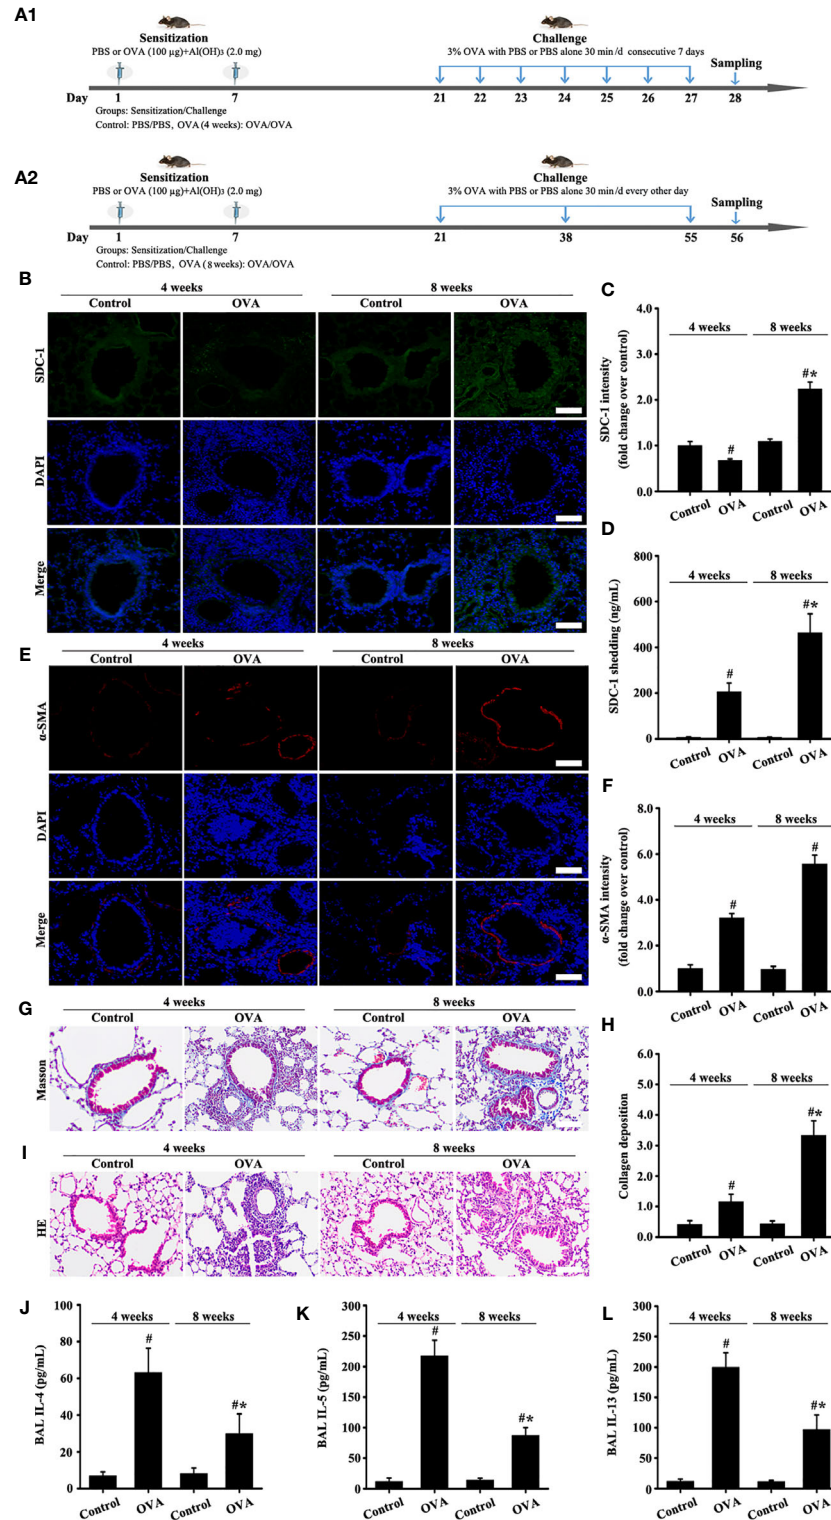 A1
Sensitization
PBS or OVA (100 μg)+Al(OH)3 (2.0 mg)
Challenge
3% OVA with PBS or PBS alone 30 min /d consecutive 7 days
Sampling
Day 1 7 21 22 23 24 25 26 27 28
Groups: Sensitization/Challenge
Control: PBS/PBS, OVA (4 weeks): OVA/OVA
A2
Sensitization
PBS or OVA (100 μg)+Al(OH)3 (2.0 mg)
Challenge
3% OVA with PBS or PBS alone 30 min/d every other day
Sampling
Day 1 7 21 38 55 56
Groups: Sensitization/Challenge
Control: PBS/PBS, OVA (8 weeks): OVA/OVA
B
4 weeks 8 weeks
Control OVA Control OVA
SDC-1
DAPI
Merge
C
SDC-1 intensity
(fold change over control)
4.0
3.0
2.0
1.0
0.0
4 weeks 8 weeks
#
#*
Control OVA Control OVA
D
SDC-1 shedding (ng/mL)
800
600
400
200
0
4 weeks 8 weeks
#
#*
Control OVA Control OVA
E
4 weeks 8 weeks
Control OVA Control OVA
α-SMA
DAPI
Merge
F
α-SMA intensity
(fold change over control)
8.0
6.0
4.0
2.0
0.0
4 weeks 8 weeks
#
#
Control OVA Control OVA
G
4 weeks 8 weeks
Control OVA Control OVA
Masson
H
Collagen deposition
6.0
5.0
4.0
3.0
2.0
1.0
0.0
4 weeks 8 weeks
#
#*
Control OVA Control OVA
I
4 weeks 8 weeks
Control OVA Control OVA
HE
J
BAL IL-4 (pg/mL)
100
80
60
40
20
0
4 weeks 8 weeks
#
#*
Control OVA Control OVA
K
BAL IL-5 (pg/mL)
300
250
200
150
100
50
0
4 weeks 8 weeks
#
#*
Control OVA Control OVA
L
BAL IL-13 (pg/mL)
300
250
200
150
100
50
0
4 weeks 8 weeks
#
#*
Control OVA Control OVA